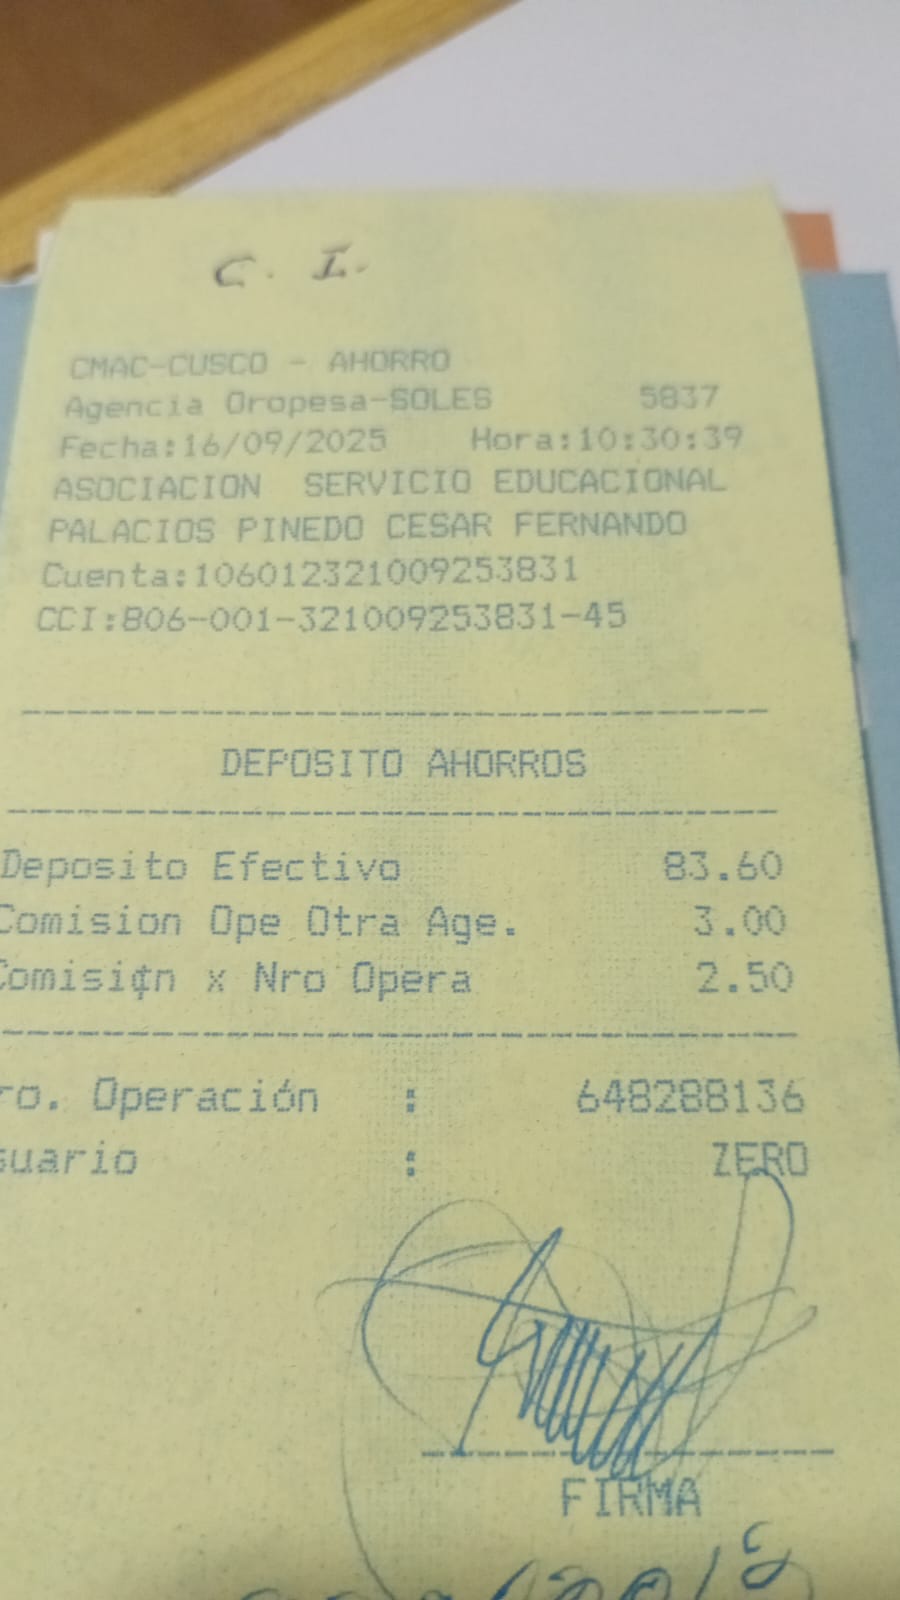 C. I.
CMAC-CUSCO - AHORRO
Agencia Oropesa-SOLES 5837
Fecha:16/09/2025 Hora:10:30:39
ASOCIACION SERVICIO EDUCACIONAL
PALACIOS PINEDO CESAR FERNANDO
Cuenta:106012321009253831
CCI:806-001-321009253831-45
DEPOSITO AHORROS
Deposito Efectivo 83.60
Comision Ope Otra Age. 3.00
Comisión x Nro Opera 2.50
ro. Operación : 648288136
suario : ZERO
FIRMA